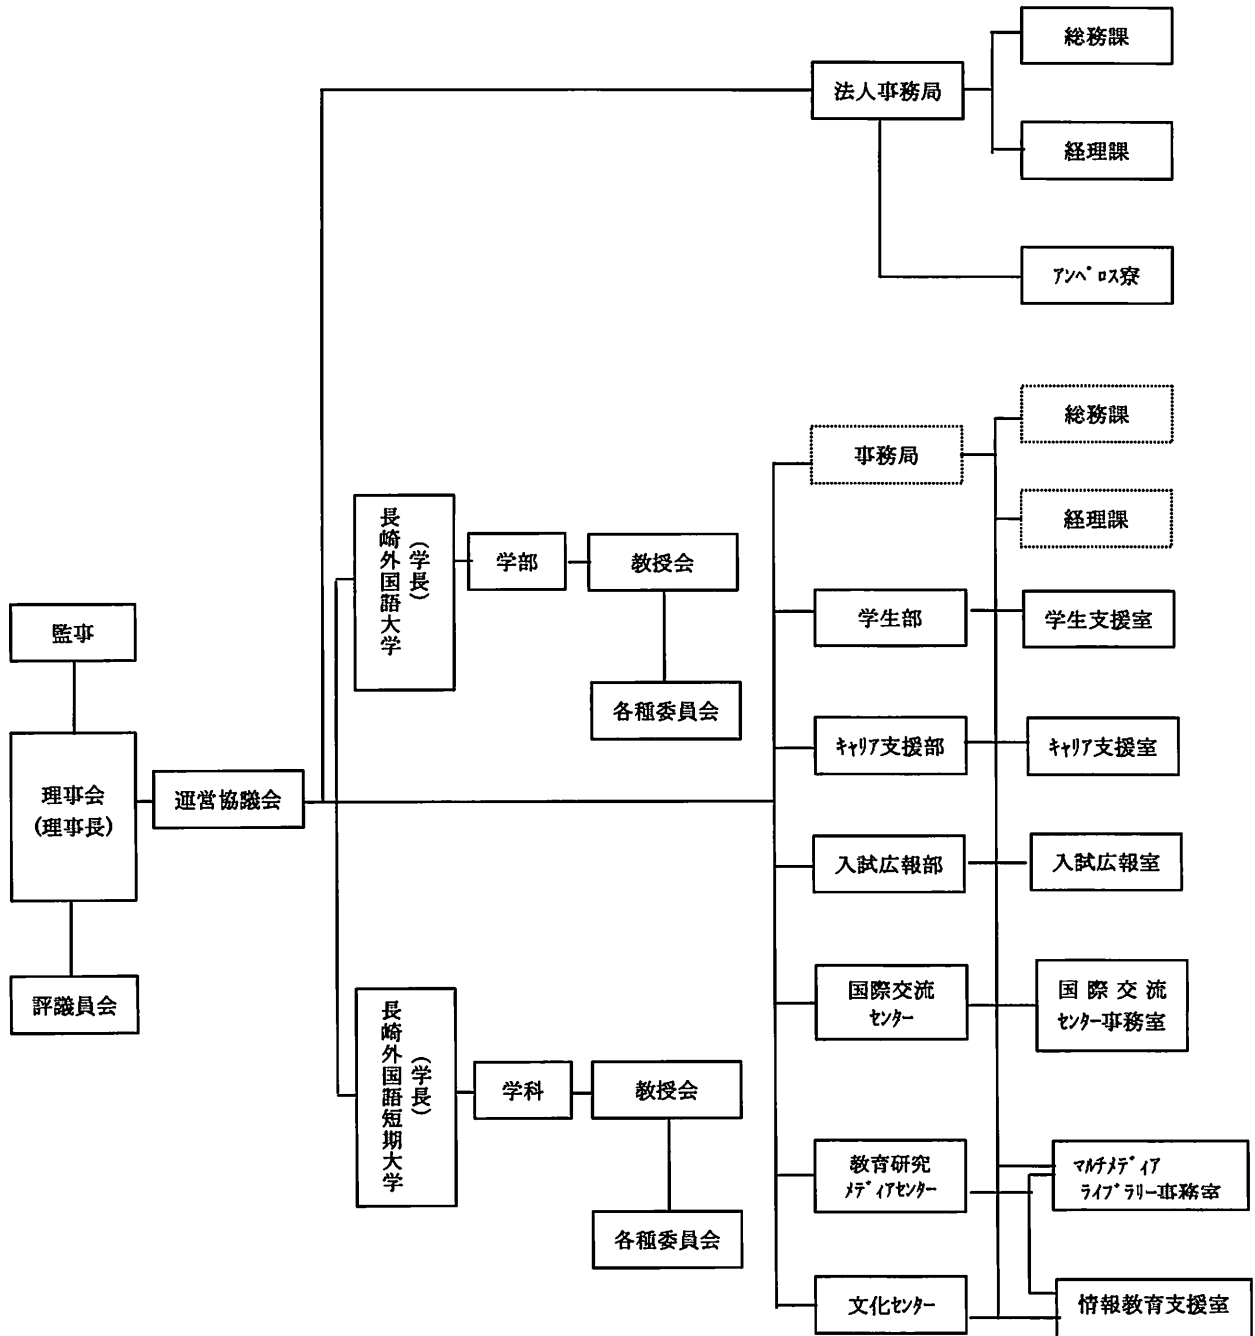 総務課
法人事務局
経理課
アンペロス寮
総務課
事務局
経理課
長崎外国語大学
(学長)
学部
教授会
各種委員会
学生部
学生支援室
監事
キャリア支援部
キャリア支援室
理事会
(理事長)
運営協議会
入試広報部
入試広報室
評議員会
長崎外国語短期大学
(学長)
学科
教授会
各種委員会
国際交流
センター
国際交流
センター事務室
教育研究
メディアセンター
マルチメディア
ライブラリー事務室
文化センター
情報教育支援室